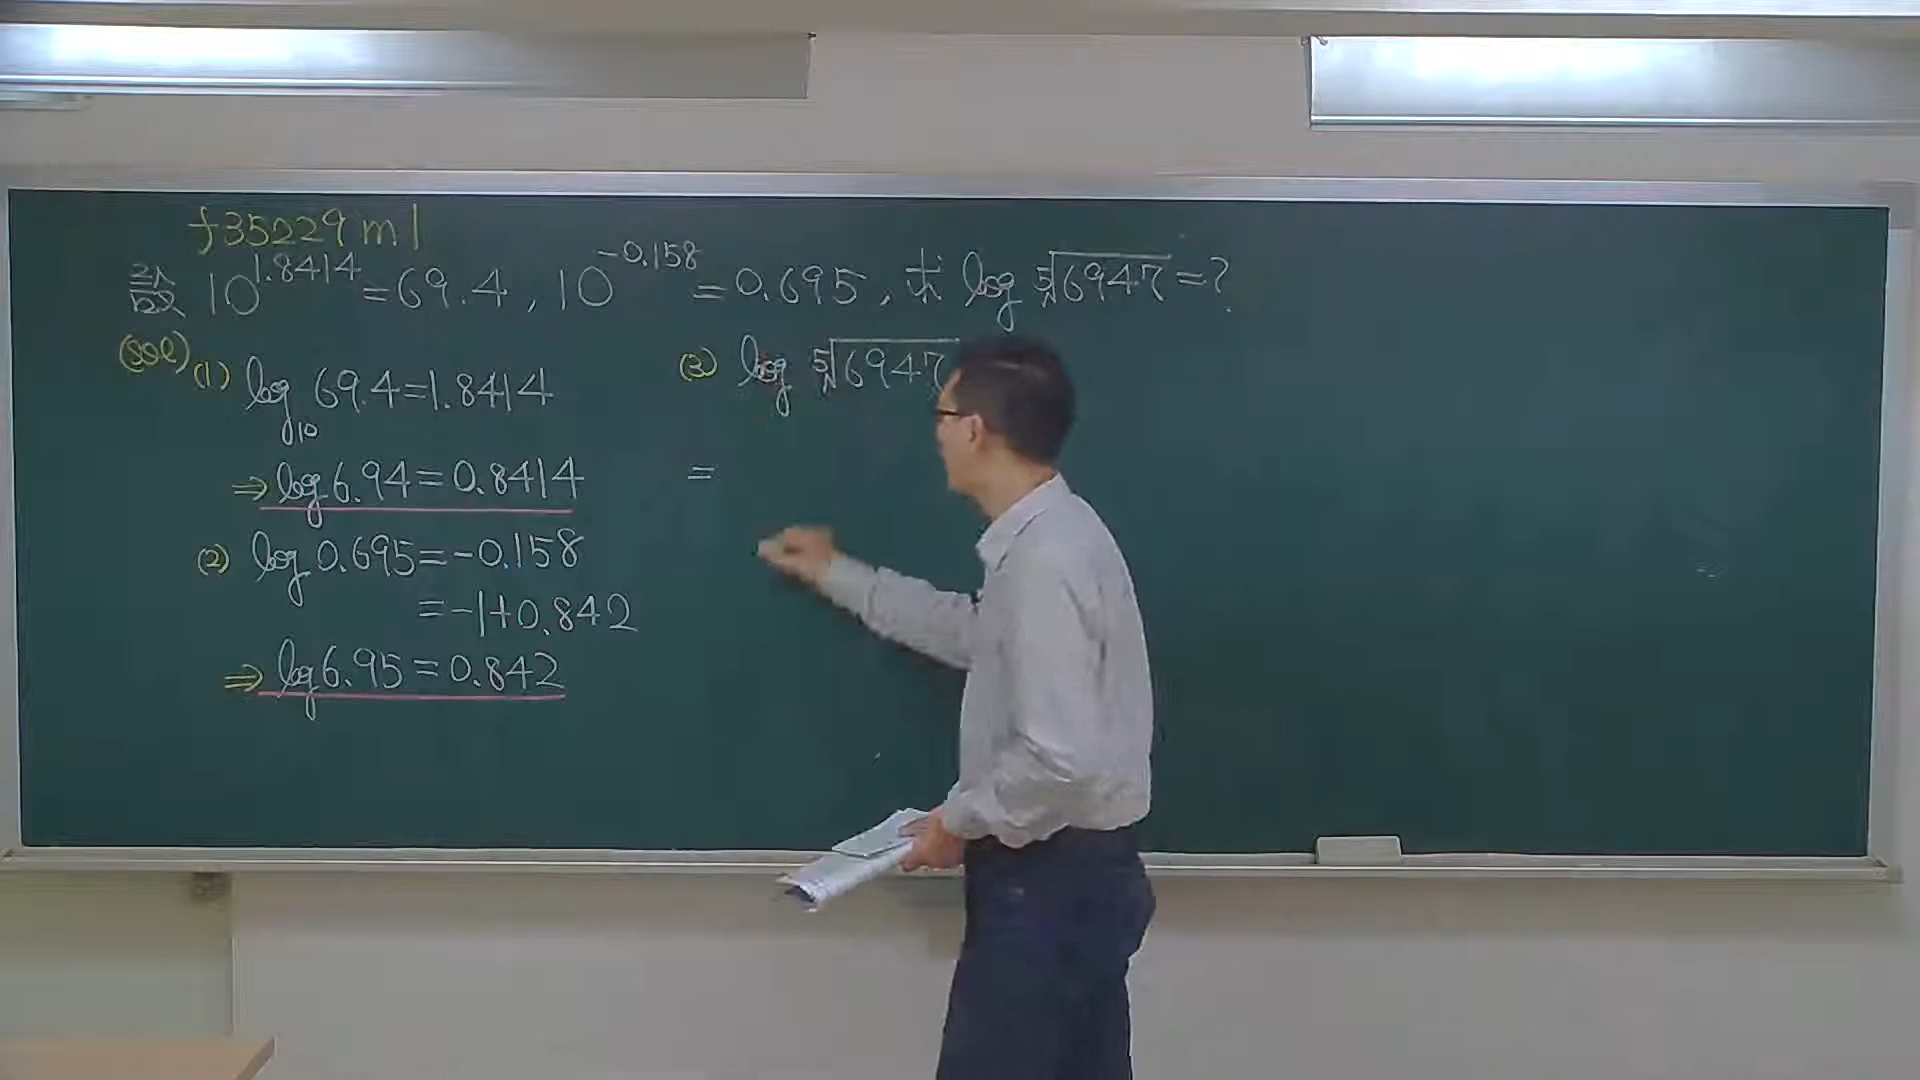 f35229m1
設 10^1.8414 = 69.4 , 10^-0.158 = 0.695 , 求 log ⁵√6947 = ?
(sol) (1) log₁₀ 69.4 = 1.8414
⇒ log 6.94 = 0.8414
(2) log 0.695 = -0.158
= -1+0.842
⇒ log 6.95 = 0.842
(3) log ⁵√6947
=